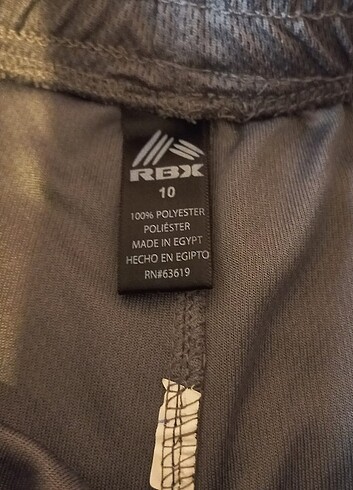 RBX
10
100% POLYESTER
POLIÉSTER
MADE IN EGYPT
HECHO EN EGIPTO
RN#63619